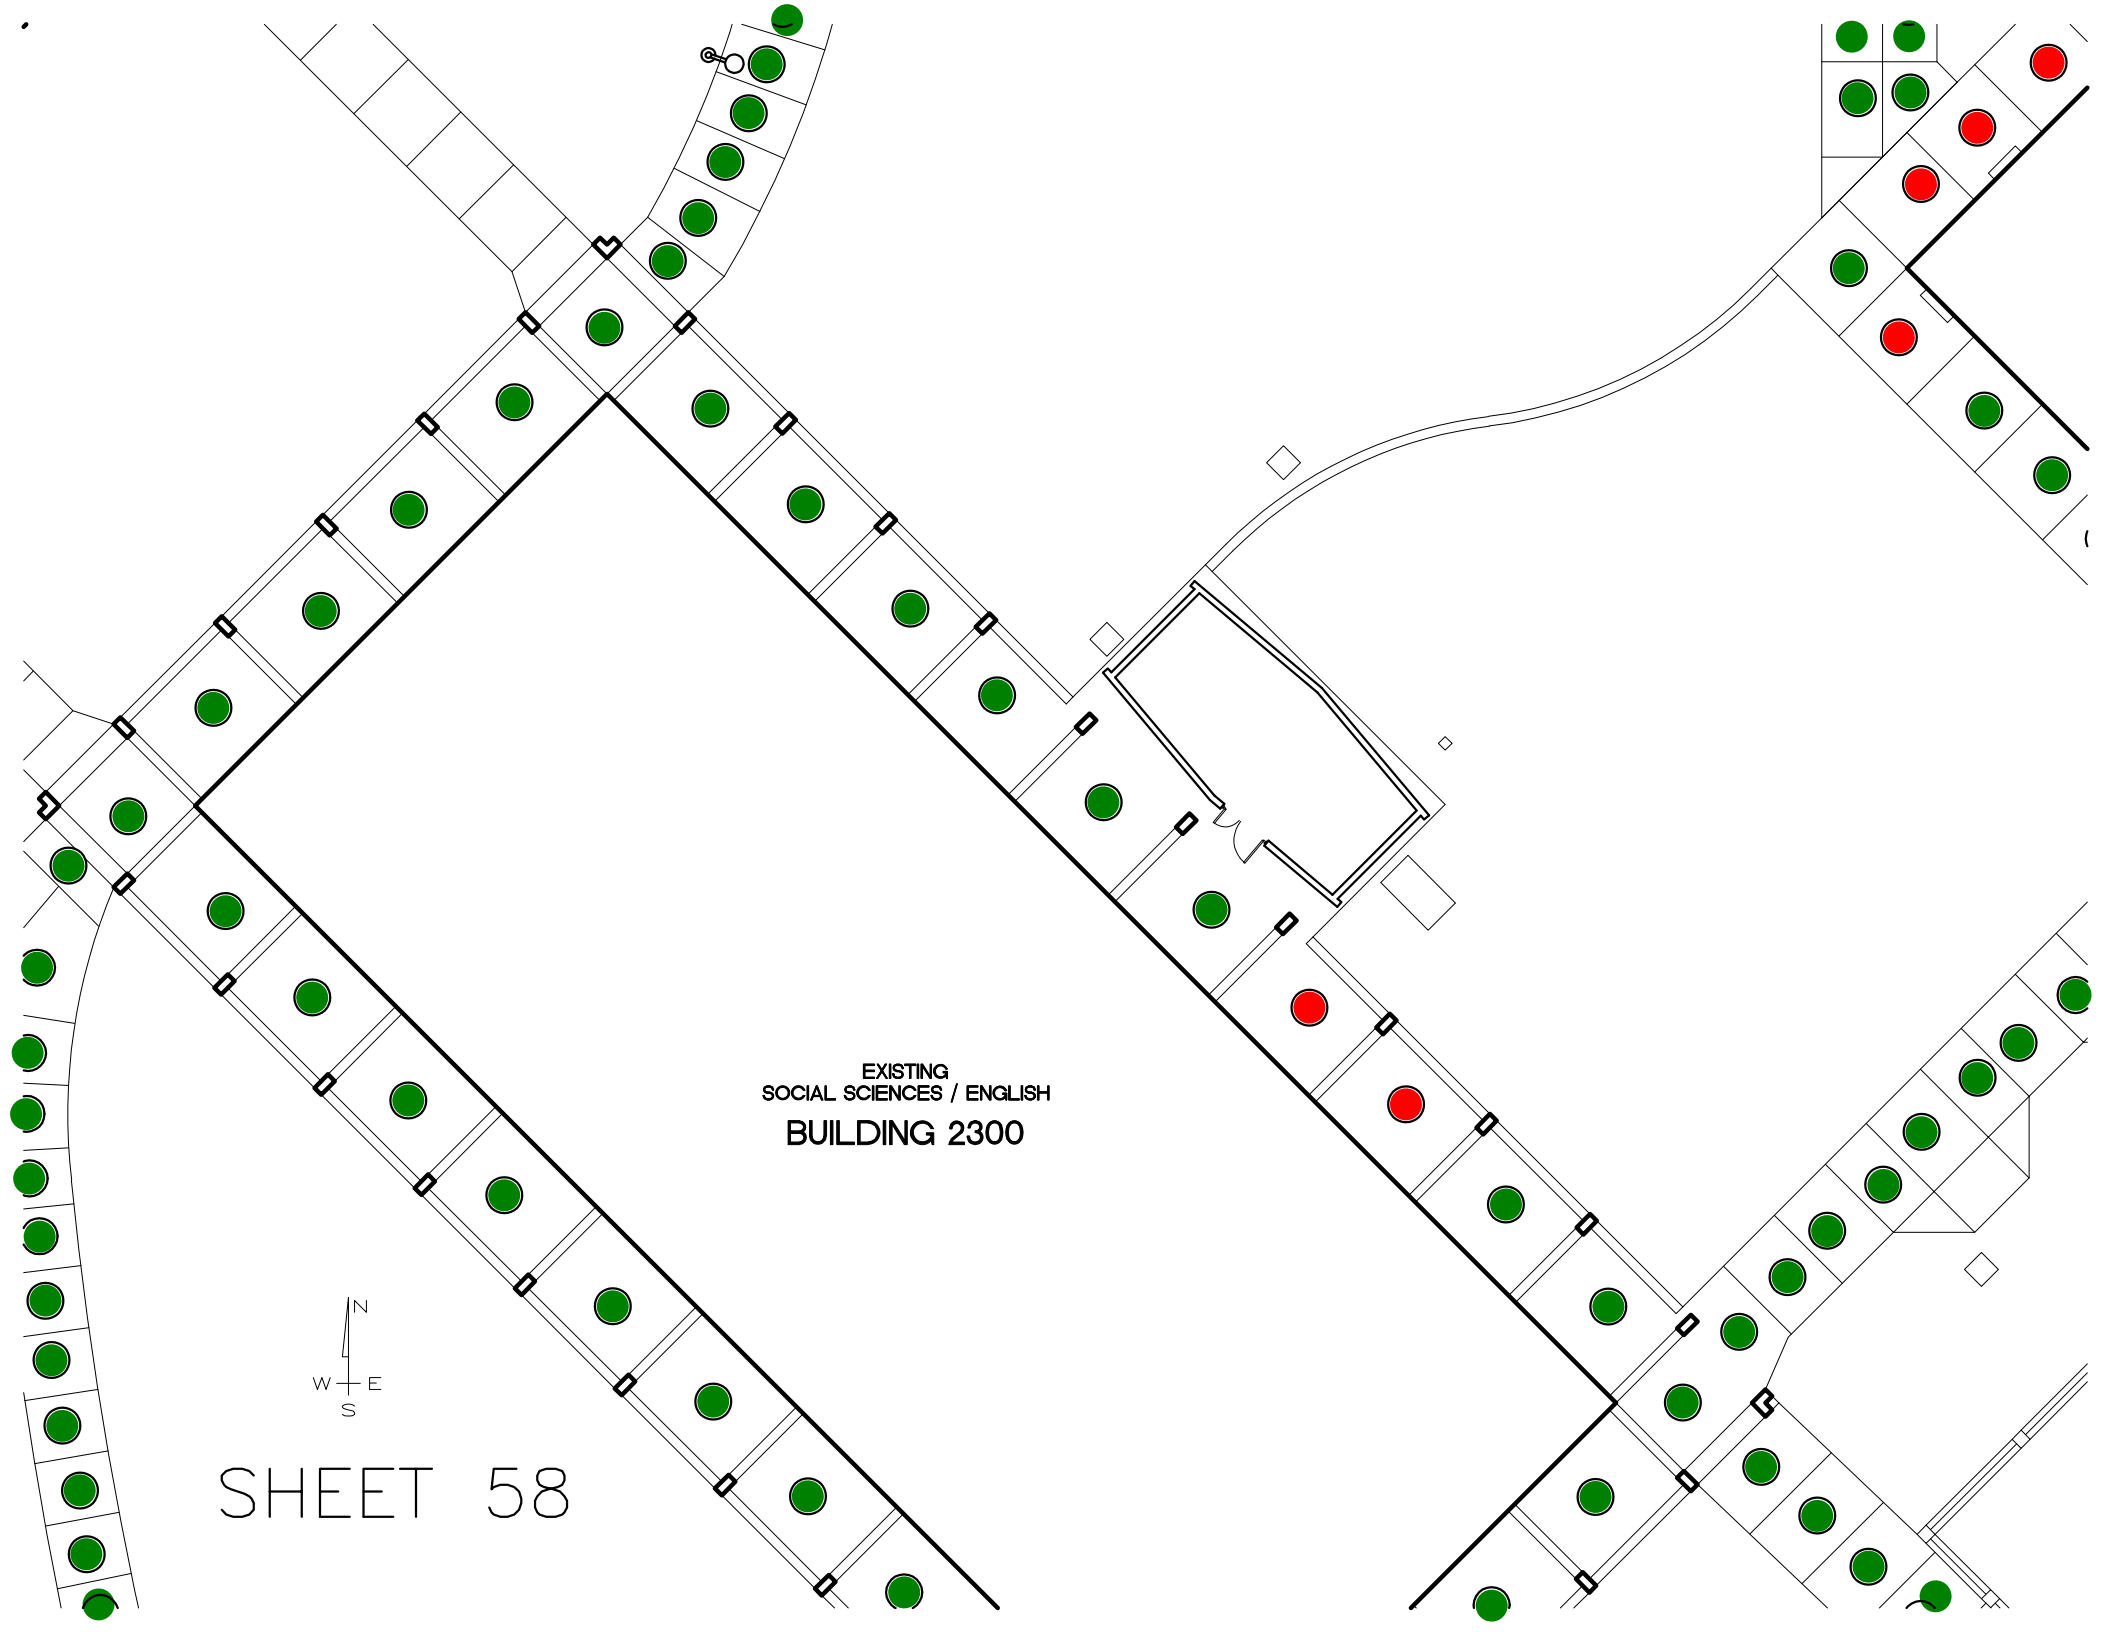 EXISTING
SOCIAL SCIENCES / ENGLISH
BUILDING 2300
N
W E
S
SHEET 58